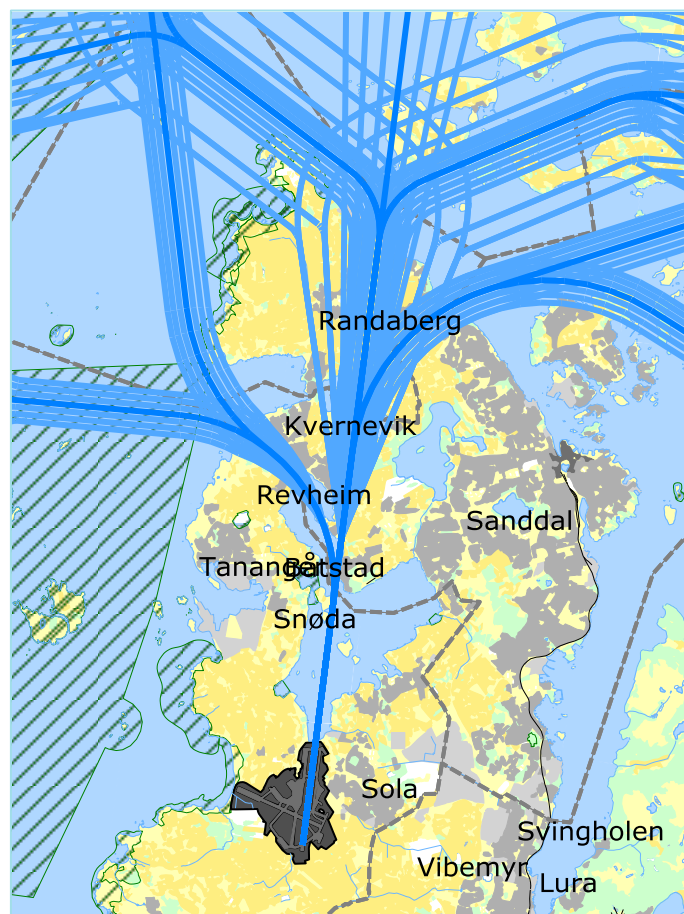 Randaberg
Kvernevik
Revheim
Sanddal
Tananger
Båtstad
Snøda
Sola
Svingholen
Vibemyr
Lura